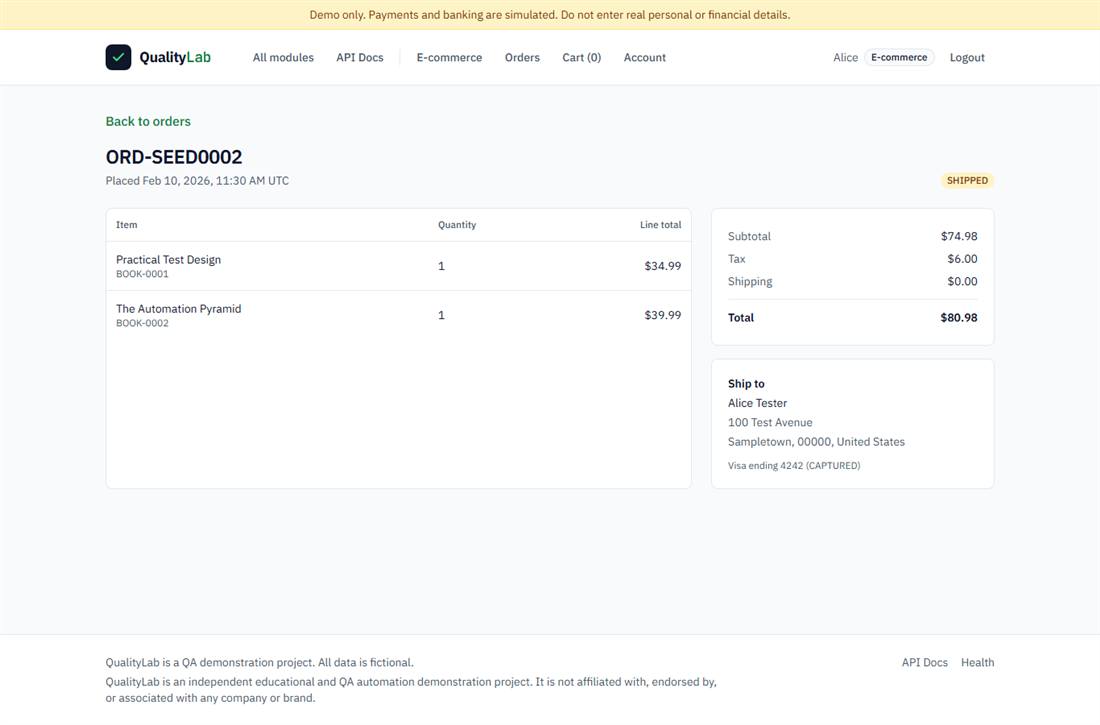 Demo only. Payments and banking are simulated. Do not enter real personal or financial details.
QualityLab All modules API Docs E-commerce Orders Cart (0) Account Alice E-commerce Logout
Back to orders
ORD-SEED0002
Placed Feb 10, 2026, 11:30 AM UTC SHIPPED
Item Quantity Line total
Practical Test Design 1 $34.99
BOOK-0001
The Automation Pyramid 1 $39.99
BOOK-0002
Subtotal $74.98
Tax $6.00
Shipping $0.00
Total $80.98
Ship to
Alice Tester
100 Test Avenue
Sampletown, 00000, United States
Visa ending 4242 (CAPTURED)
QualityLab is a QA demonstration project. All data is fictional. API Docs Health
QualityLab is an independent educational and QA automation demonstration project. It is not affiliated with, endorsed by,
or associated with any company or brand.